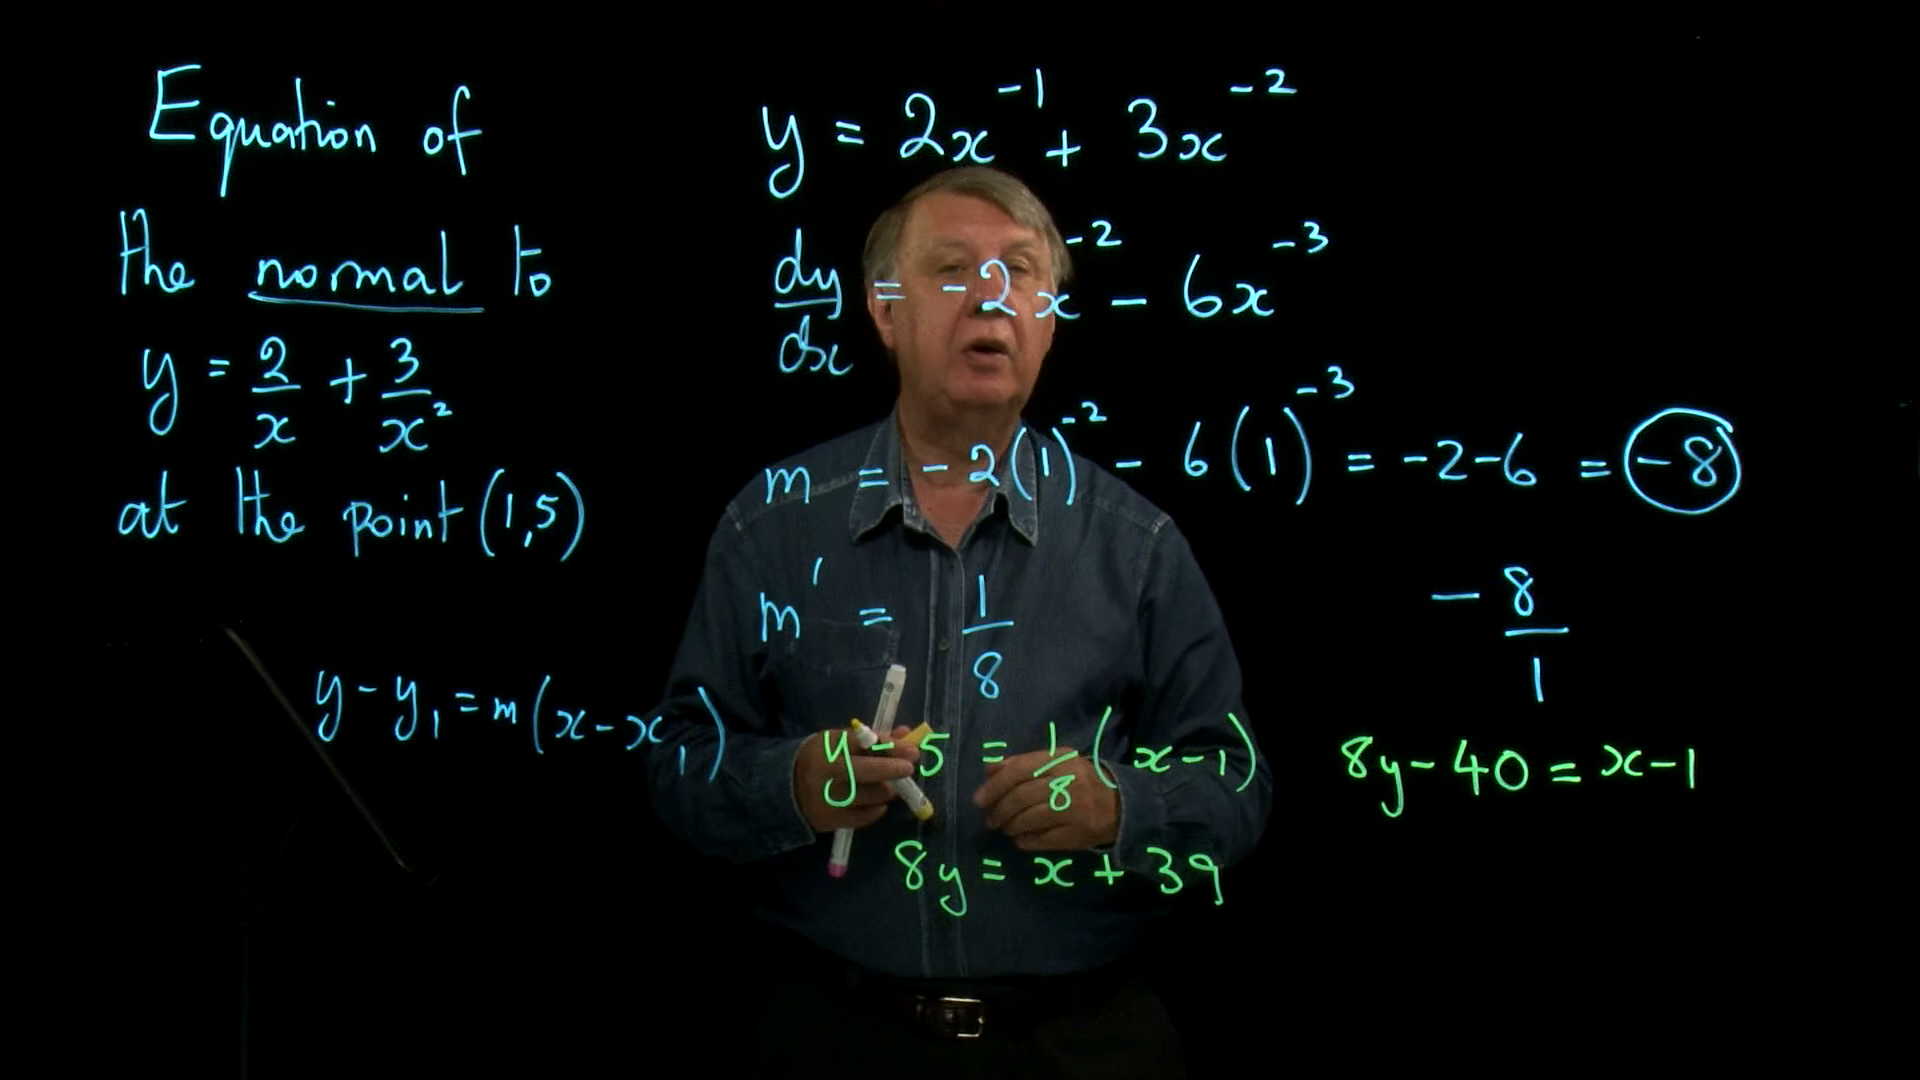 Equation of
the normal to
y = 2/x + 3/x²
at the point (1,5)
y - y₁ = m(x - x₁)
y = 2x⁻¹ + 3x⁻²
dy/dx = -2x⁻² - 6x⁻³
m = -2(1)⁻² - 6(1)⁻³ = -2-6 = -8
m' = 1/8
- 8/1
y - 5 = 1/8 (x-1)
8y - 40 = x - 1
8y = x + 39